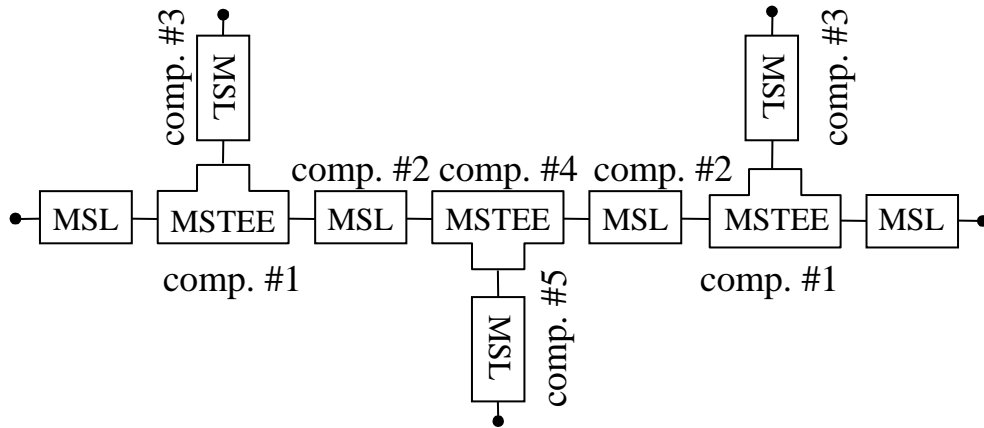 comp. #3
MSL
MSL
comp. #3
comp. #2
comp. #4
comp. #2
MSL
MSTEE
MSL
MSTEE
MSL
MSTEE
MSL
comp. #1
comp. #1
MSL
comp. #5